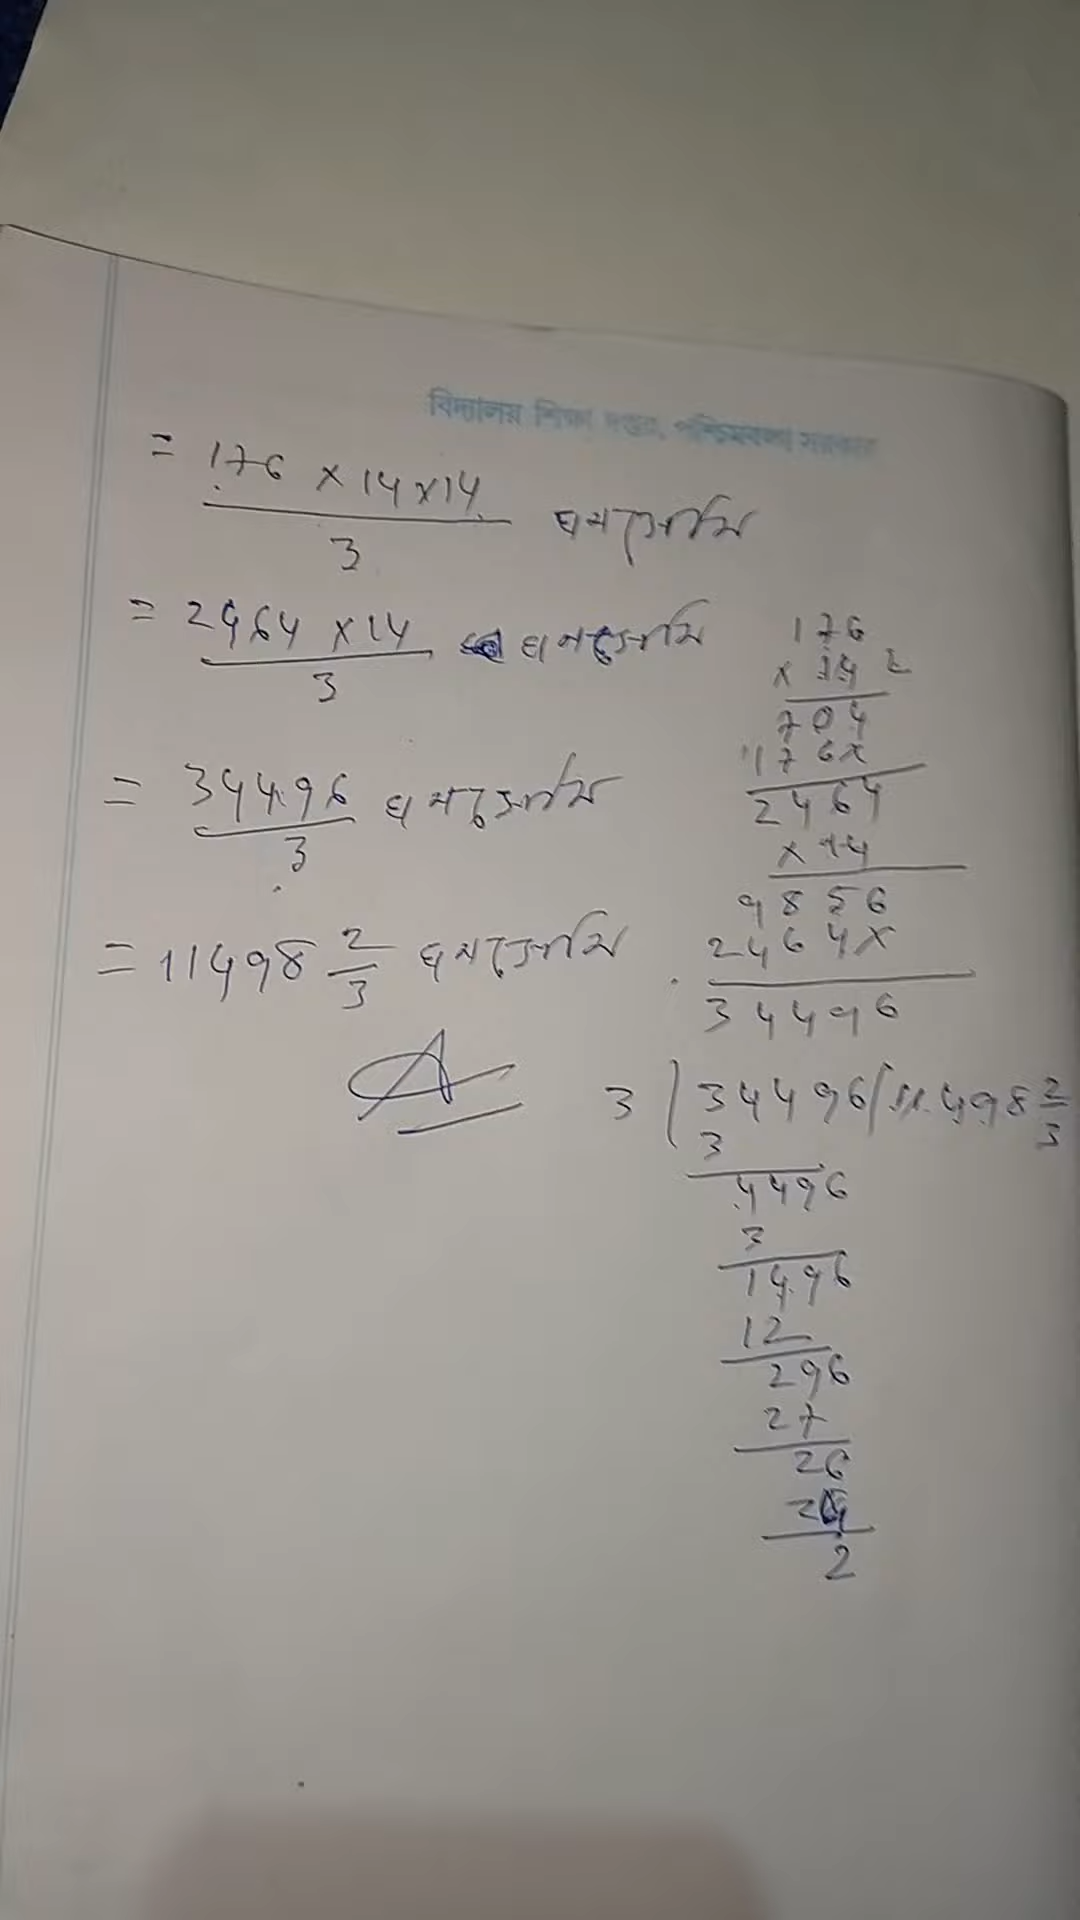 বিদ্যালয় শিক্ষা দপ্তর, পশ্চিমবঙ্গ সরকার
= 176 × 14 × 14 / 3 ঘনসেমি
= 2464 × 14 / 3 ঘনসেমি
= 34496 / 3 ঘনসেমি
= 11498 2/3 ঘনসেমি
176
× 14 2
704
176×
2464
× 14
9856
2464×
34496
3 ) 34496 ( 11498 2/3
3
4496
3
1496
12
296
27
26
24
2